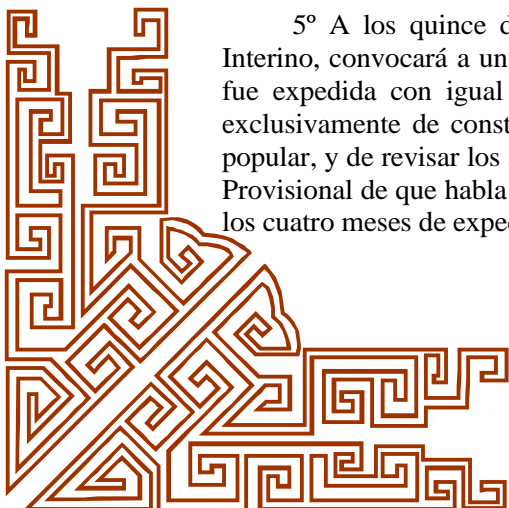 5º A los quince d
Interino, convocará a un
fue expedida con igual
exclusivamente de const
popular, y de revisar los
Provisional de que habla
los cuatro meses de exped